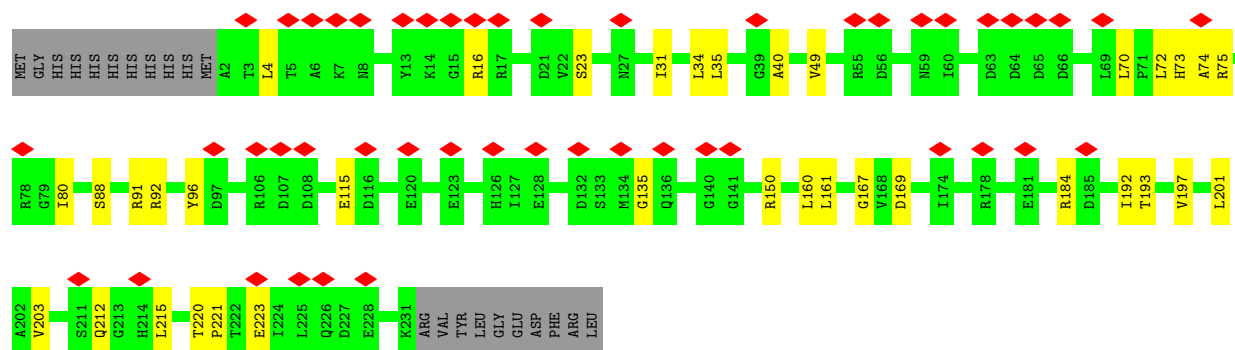 MET GLY HIS HIS HIS HIS HIS HIS HIS HIS MET A2 T3 L4 T5 A6 K7 N8 Y13 K14 G15 R16 R17 D21 V22 S23 N27 I31 L34 L35 G39 A40 V49 R55 D56 N59 I60 D63 D64 D65 D66 L69 L70 P71 L72 H73 A74 R75
R78 G79 I80 S88 R91 R92 Y96 D97 R106 D107 D108 E115 D116 E120 E123 H126 I127 E128 D132 S133 M134 G135 Q136 G140 G141 R150 L160 L161 G167 V168 D169 I174 R178 E181 R184 D185 I192 T193 V197 L201
A202 V203 S211 Q212 G213 H214 L215 T220 P221 T222 E223 I224 L225 Q226 D227 E228 K231 ARG VAL TYR LEU GLY GLU ASP PHE ARG LEU